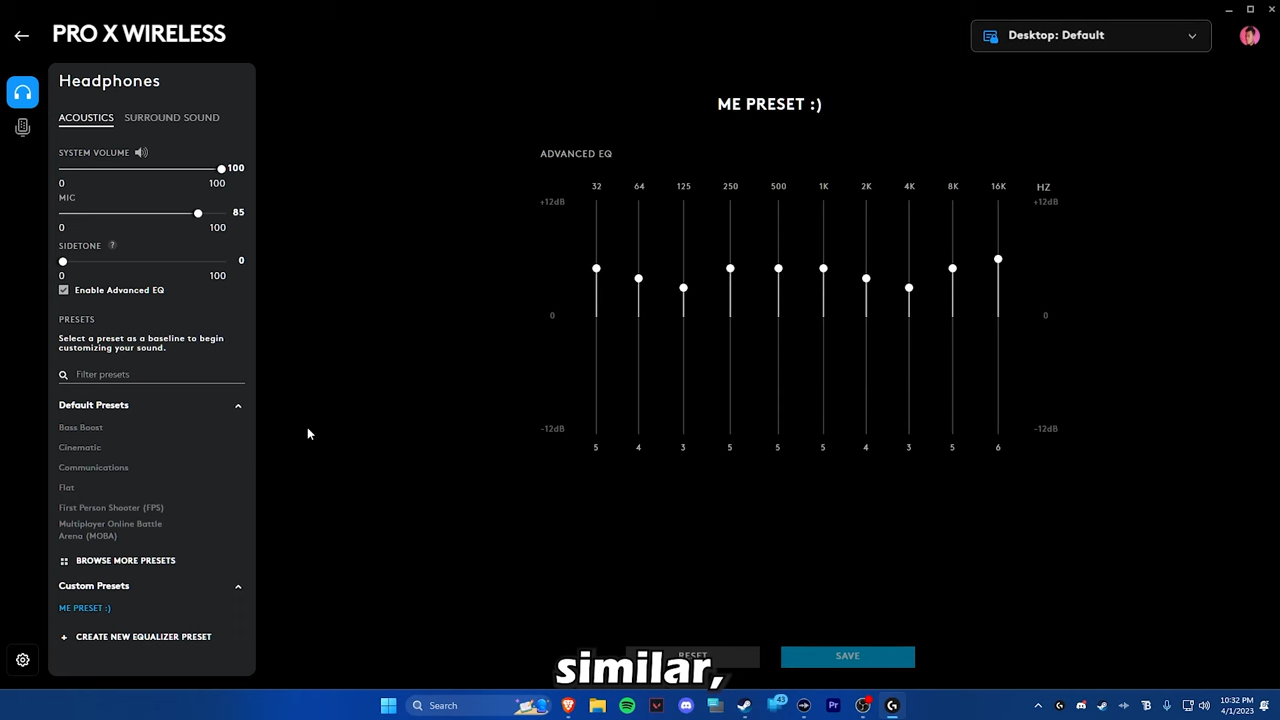 PRO X WIRELESS
Desktop: Default
Headphones
ACOUSTICS SURROUND SOUND
SYSTEM VOLUME
100
0 100
MIC
85
0 100
SIDETONE ?
0
0 100
Enable Advanced EQ
PRESETS
Select a preset as a baseline to begin
customizing your sound.
Filter presets
Default Presets
Bass Boost
Cinematic
Communications
Flat
First Person Shooter (FPS)
Multiplayer Online Battle
Arena (MOBA)
BROWSE MORE PRESETS
Custom Presets
ME PRESET :)
+ CREATE NEW EQUALIZER PRESET
ME PRESET :)
ADVANCED EQ
32 64 125 250 500 1K 2K 4K 8K 16K HZ
+12dB +12dB
0 0
-12dB -12dB
5 4 3 5 5 5 4 3 5 6
RESET SAVE
similar,
Search
43
Pr
10:32 PM
4/1/2023